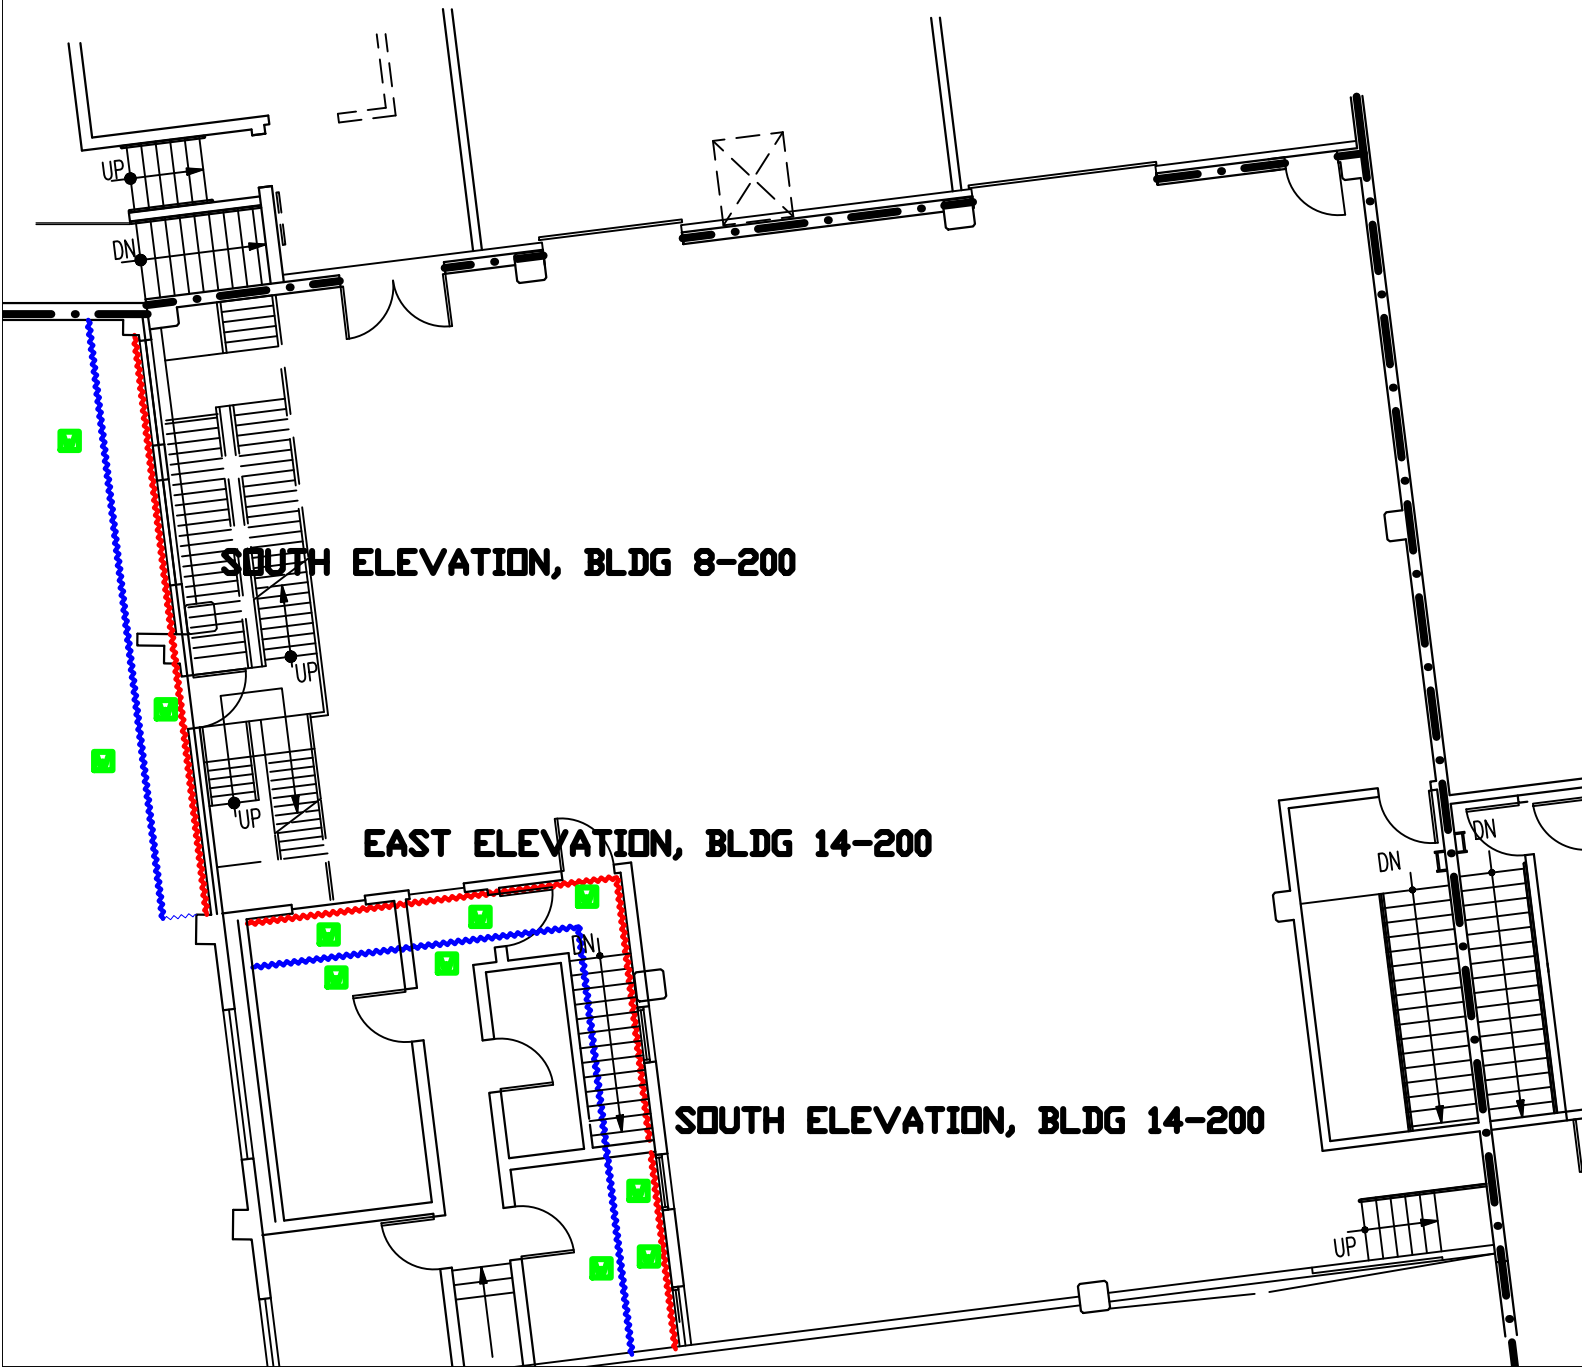 UP
DN
SOUTH ELEVATION, BLDG 8-200
UP
UP
EAST ELEVATION, BLDG 14-200
DN
DN
DN
SOUTH ELEVATION, BLDG 14-200
UP